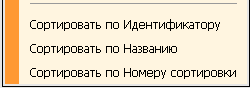 Сортировать по Идентификатору
Сортировать по Названию
Сортировать по Номеру сортировки